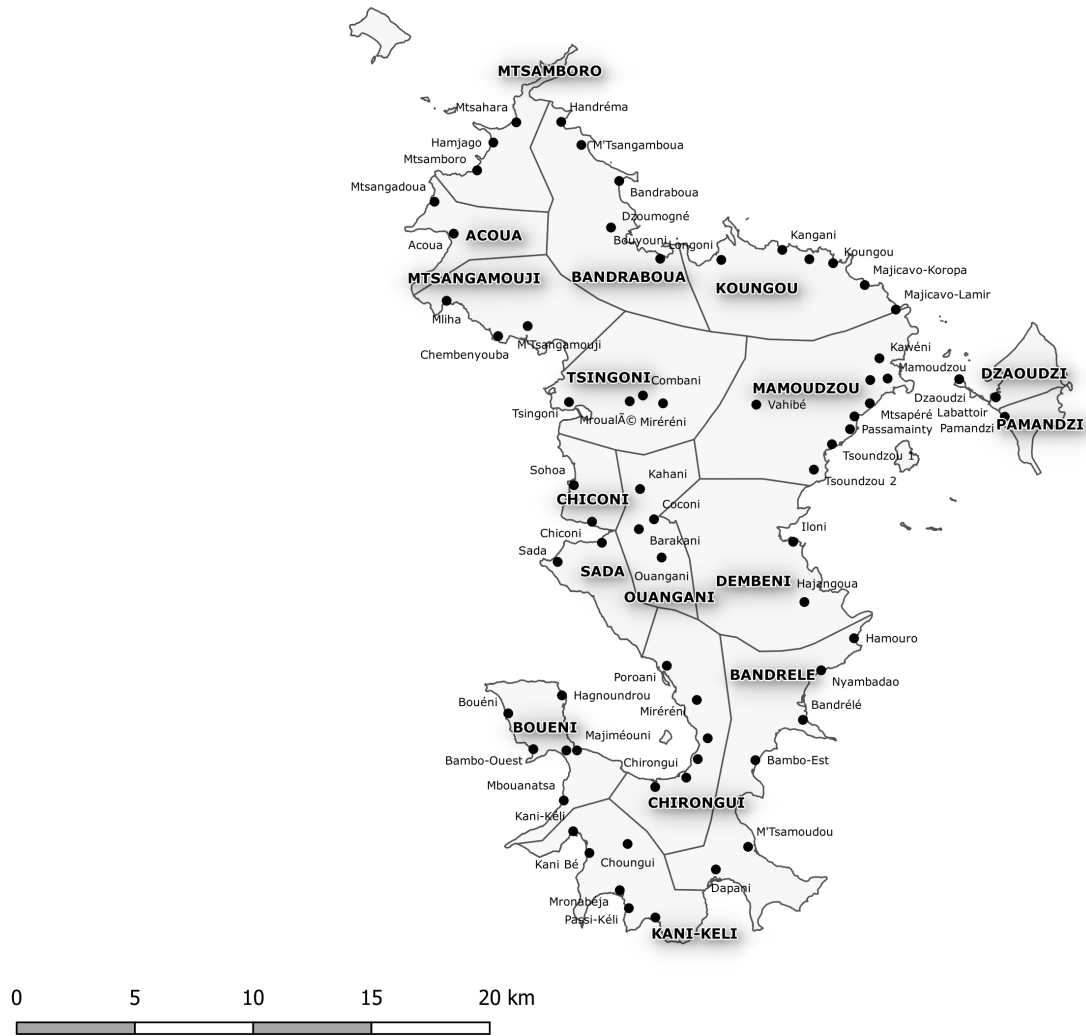 MTSAMBORO
Mtsahara
Handréma
Hamjago
M'Tsangamboua
Mtsamboro
Mtsangadoua
Bandraboua
Dzoumogné
Acoua
ACOUA
Bouyouni
Longoni
Kangani
Koungou
MTSANGAMOUJI
BANDRABOUA
KOUNGOU
Majicavo-Koropa
Majicavo-Lamir
Mliha
M'Tsangamouji
Chembenyouba
Kawéni
Mamoudzou
TSINGONI
Combani
MAMOUDZOU
DZAOUDZI
Tsingoni
MroualÃ©
Miréréni
Vahibé
Dzaoudzi
Mtsapéré
Labattoir
Passamainty
Pamandzi
PAMANDZI
Tsoundzou 1
Sohoa
Kahani
Tsoundzou 2
CHICONI
Coconi
Chiconi
Barakani
Iloni
Sada
SADA
Ouangani
DEMBENI
Hajangoua
OUANGANI
Hamouro
Poroani
BANDRELE
Nyambadao
Bouéni
Hagnoundrou
Miréréni
Bandrélé
BOUENI
Majiméouni
Bambo-Ouest
Chirongui
Bambo-Est
Mbouanatsa
CHIRONGUI
Kani-Kéli
M'Tsamoudou
Kani Bé
Choungui
Dapani
Mronabéja
Passi-Kéli
KANI-KELI
0 5 10 15 20 km